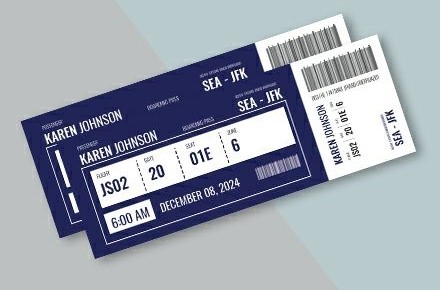 PASSENGER
KAREN JOHNSON
BOARDING PASS
SEA - JFK
PASSENGER
KAREN JOHNSON
BOARDING PASS
SEA - JFK
FLIGHT
GATE
SEAT
ZONE
JS02
20
01E
6
6:00 AM
DECEMBER 08, 2024
KAREN JOHNSON
JS02
20
01E
6
SEA - JFK